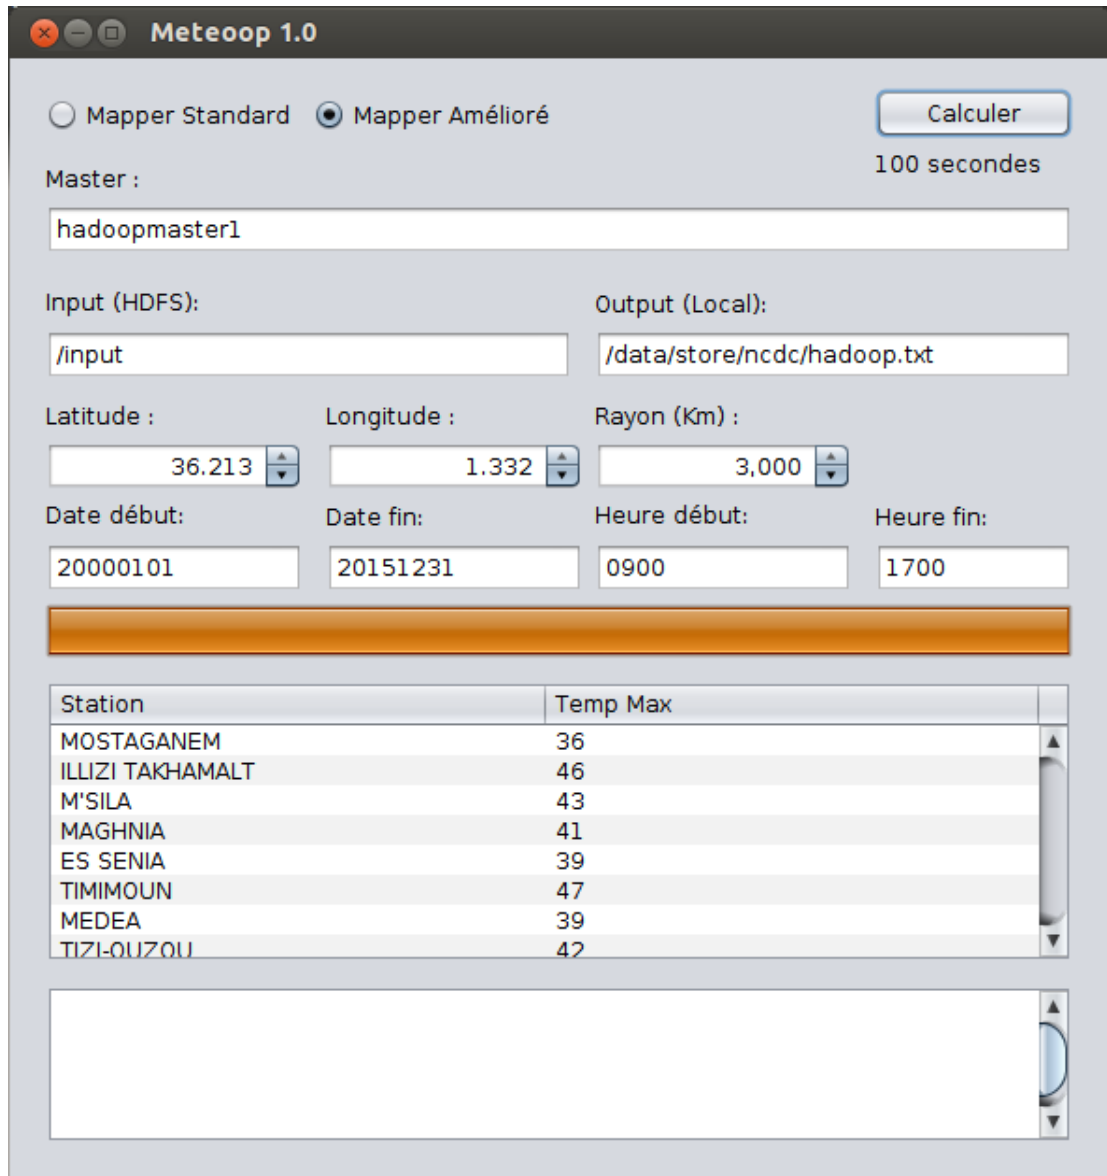 Meteoop 1.0
Mapper Standard Mapper Amélioré Calculer
100 secondes
Master :
hadoopmaster1
Input (HDFS): Output (Local):
/input /data/store/ncdc/hadoop.txt
Latitude : Longitude : Rayon (Km) :
36.213 1.332 3,000
Date début: Date fin: Heure début: Heure fin:
20000101 20151231 0900 1700
Station Temp Max
MOSTAGANEM 36
ILLIZI TAKHAMALT 46
M'SILA 43
MAGHNIA 41
ES SENIA 39
TIMIMOUN 47
MEDEA 39
TIZI-OUZOU 42